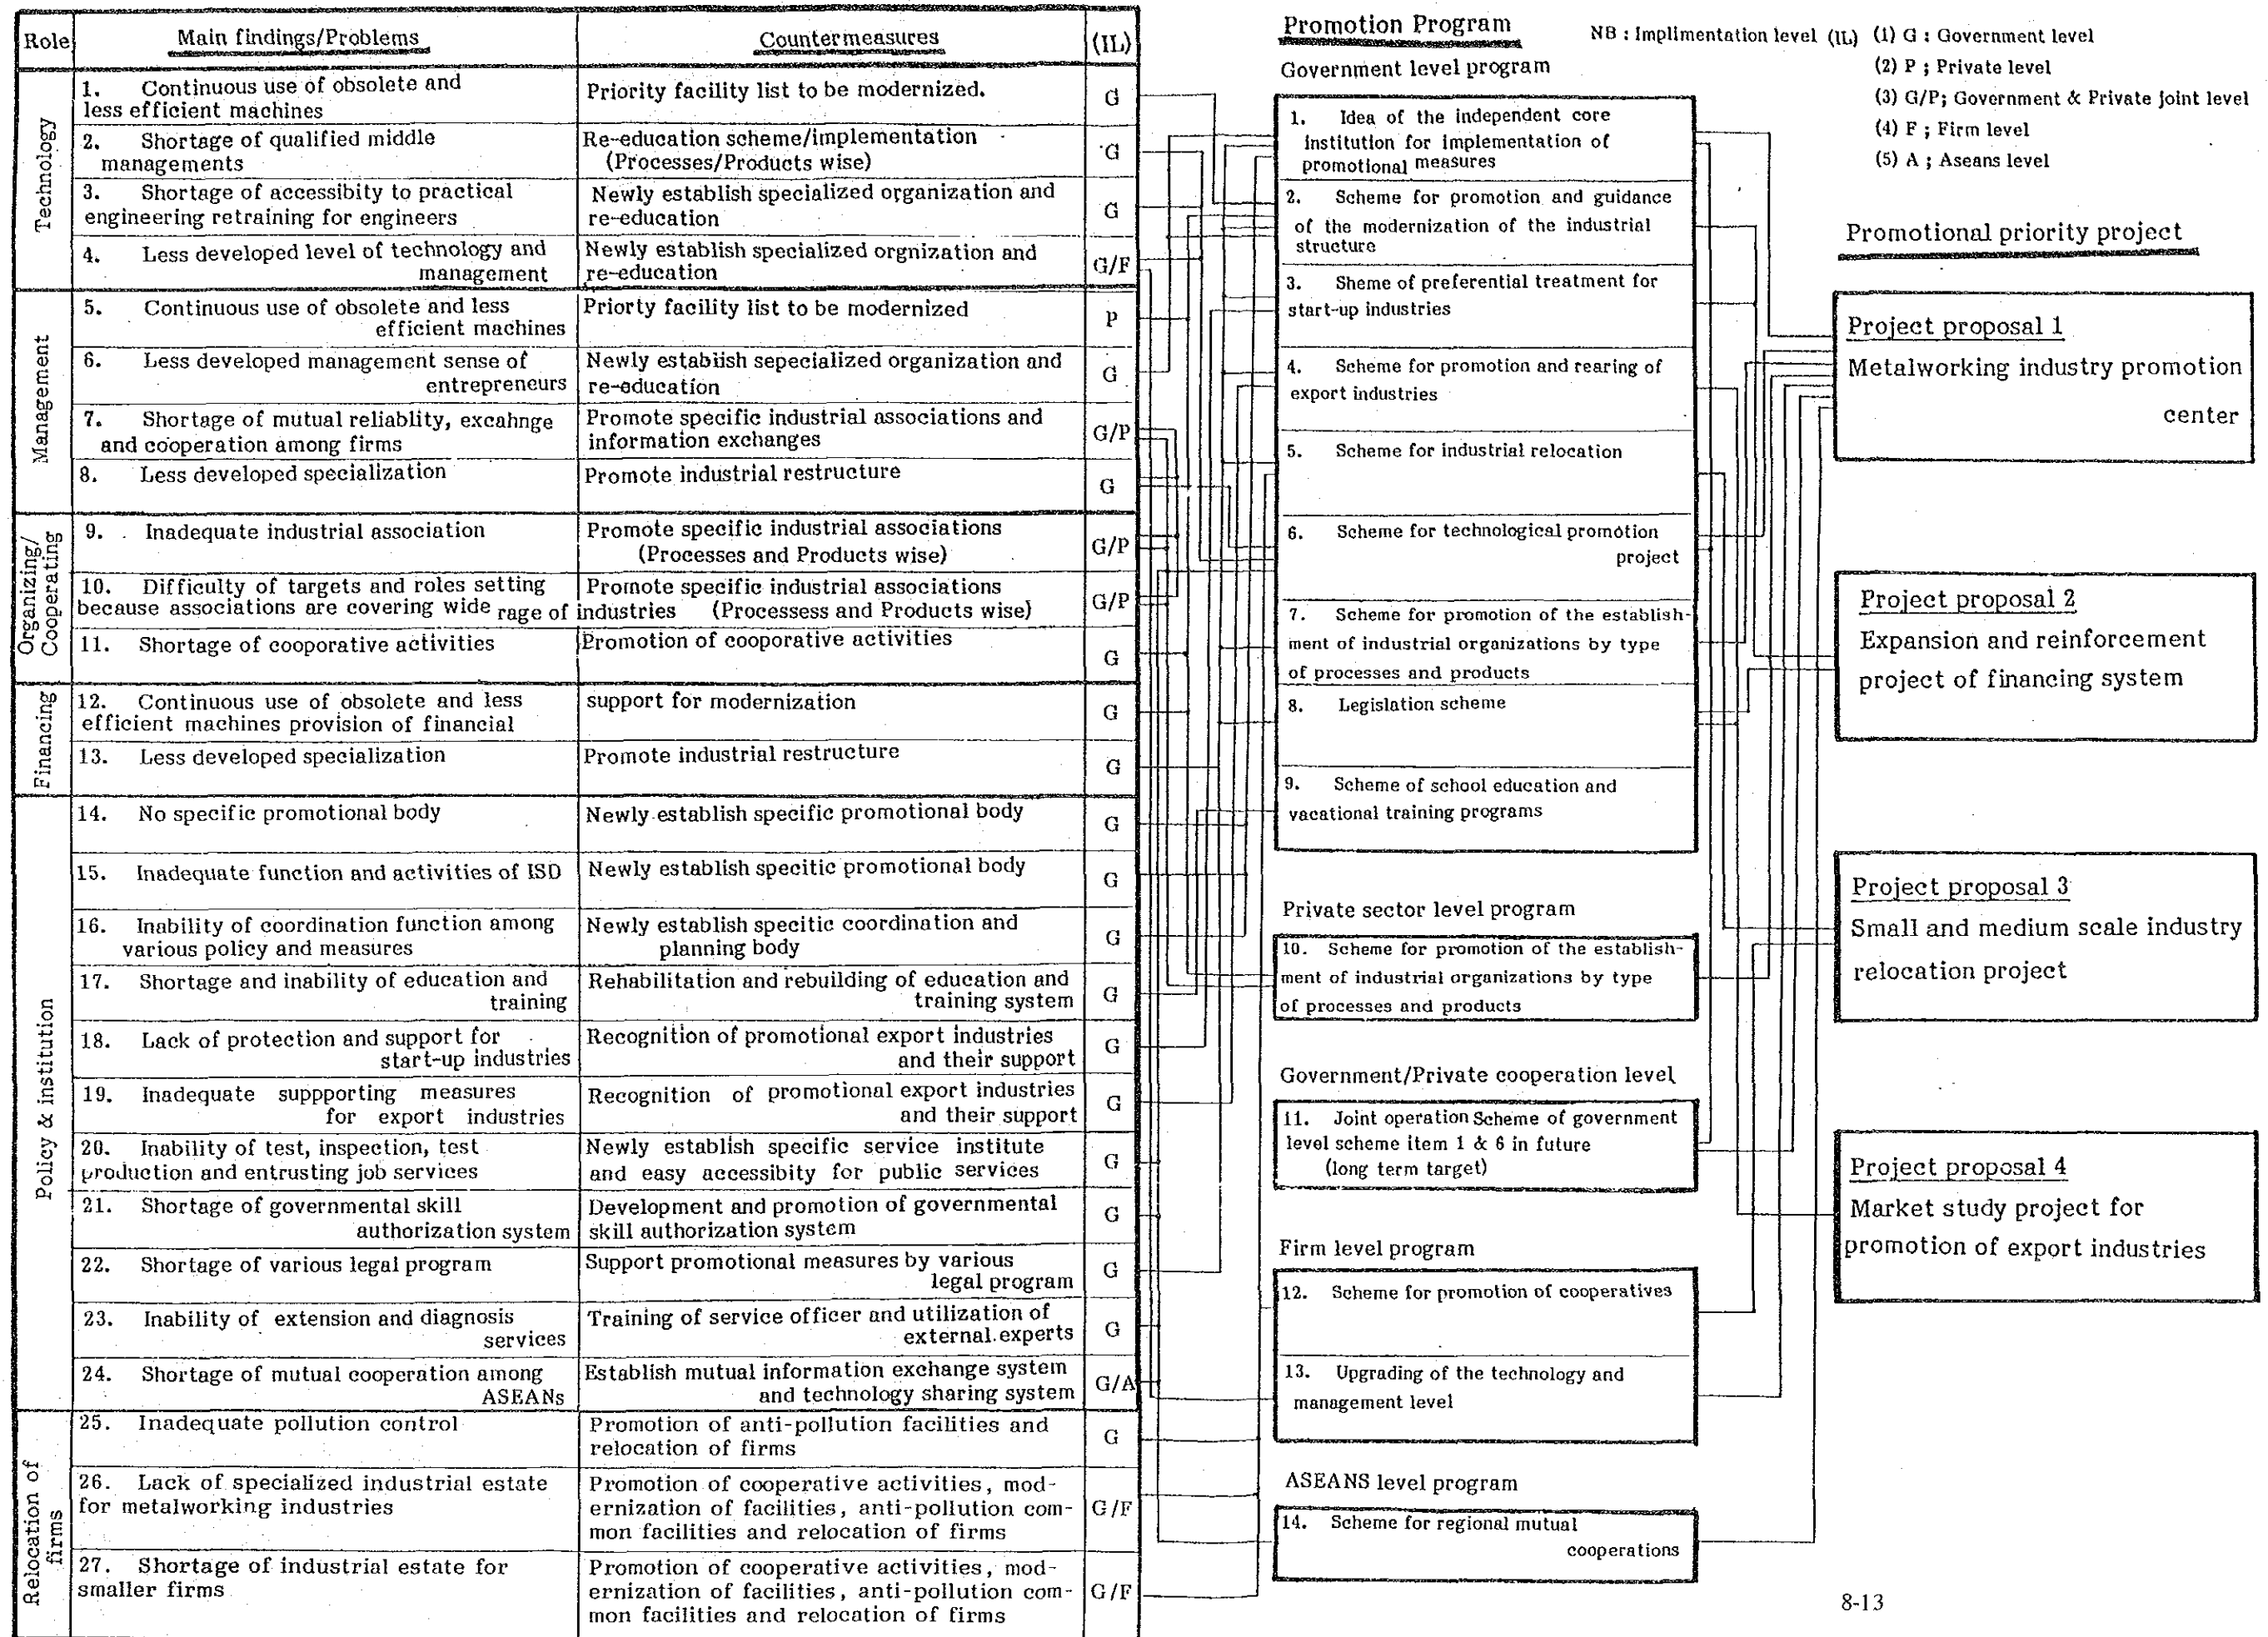 Role Main findings/Problems Countermeasures (IL)
Technology
1. Continuous use of obsolete and
less efficient machines
Priority facility list to be modernized.
G
2. Shortage of qualified middle
managements
Re-education scheme/implementation
(Processes/Products wise)
G
3. Shortage of accessibity to practical
engineering retraining for engineers
Newly establish specialized organization and
re-education
G
4. Less developed level of technology and
management
Newly establish specialized orgnization and
re-education
G/F
Management
5. Continuous use of obsolete and less
efficient machines
Priorty facility list to be modernized
P
6. Less developed management sense of
entrepreneurs
Newly establish sepecialized organization and
re-education
G
7. Shortage of mutual reliablity, excahnge
and cooperation among firms
Promote specific industrial associations and
information exchanges
G/P
8. Less developed specialization
Promote industrial restructure
G
Organizing/
Cooperating
9. Inadequate industrial association
Promote specific industrial associations
(Processes and Products wise)
G/P
10. Difficulty of targets and roles setting
because associations are covering wide rage of industries
Promote specific industrial associations
(Processess and Products wise)
G/P
11. Shortage of cooporative activities
Promotion of cooporative activities
G
Financing
12. Continuous use of obsolete and less
efficient machines provision of financial
support for modernization
G
13. Less developed specialization
Promote industrial restructure
G
Policy & institution
14. No specific promotional body
Newly establish specific promotional body
G
15. Inadequate function and activities of ISD
Newly establish specitic promotional body
G
16. Inability of coordination function among
various policy and measures
Newly establish specitic coordination and
planning body
G
17. Shortage and inability of education and
training
Rehabilitation and rebuilding of education and
training system
G
18. Lack of protection and support for
start-up industries
Recognition of promotional export industries
and their support
G
19. Inadequate suppporting measures
for export industries
Recognition of promotional export industries
and their support
G
20. Inability of test, inspection, test
production and entrusting job services
Newly establish specific service institute
and easy accessibity for public services
G
21. Shortage of governmental skill
authorization system
Development and promotion of governmental
skill authorization system
G
22. Shortage of various legal program
Support promotional measures by various
legal program
G
23. Inability of extension and diagnosis
services
Training of service officer and utilization of
external experts
G
24. Shortage of mutual cooperation among
ASEANs
Establish mutual information exchange system
and technology sharing system
G/A
Relocation of
firms
25. Inadequate pollution control
Promotion of anti-pollution facilities and
relocation of firms
G
26. Lack of specialized industrial estate
for metalworking industries
Promotion of cooperative activities, mod-
ernization of facilities, anti-pollution com-
mon facilities and relocation of firms
G/F
27. Shortage of industrial estate for
smaller firms
Promotion of cooperative activities, mod-
ernization of facilities, anti-pollution com-
mon facilities and relocation of firms
G/F
Promotion Program
NB : Implimentation level (IL) (1) G : Government level
(2) P ; Private level
(3) G/P; Government & Private joint level
(4) F ; Firm level
(5) A ; Aseans level
Government level program
1. Idea of the independent core
institution for implementation of
promotional measures
2. Scheme for promotion and guidance
of the modernization of the industrial
structure
3. Sheme of preferential treatment for
start-up industries
4. Scheme for promotion and rearing of
export industries
5. Scheme for industrial relocation
6. Scheme for technological promotion
project
7. Scheme for promotion of the establish-
ment of industrial organizations by type
of processes and products
8. Legislation scheme
9. Scheme of school education and
vacational training programs
Private sector level program
10. Scheme for promotion of the establish-
ment of industrial organizations by type
of processes and products
Government/Private cooperation level
11. Joint operation Scheme of government
level scheme item 1 & 6 in future
(long term target)
Firm level program
12. Scheme for promotion of cooperatives
13. Upgrading of the technology and
management level
ASEANS level program
14. Scheme for regional mutual
cooperations
Promotional priority project
Project proposal 1
Metalworking industry promotion
center
Project proposal 2
Expansion and reinforcement
project of financing system
Project proposal 3
Small and medium scale industry
relocation project
Project proposal 4
Market study project for
promotion of export industries
8-13